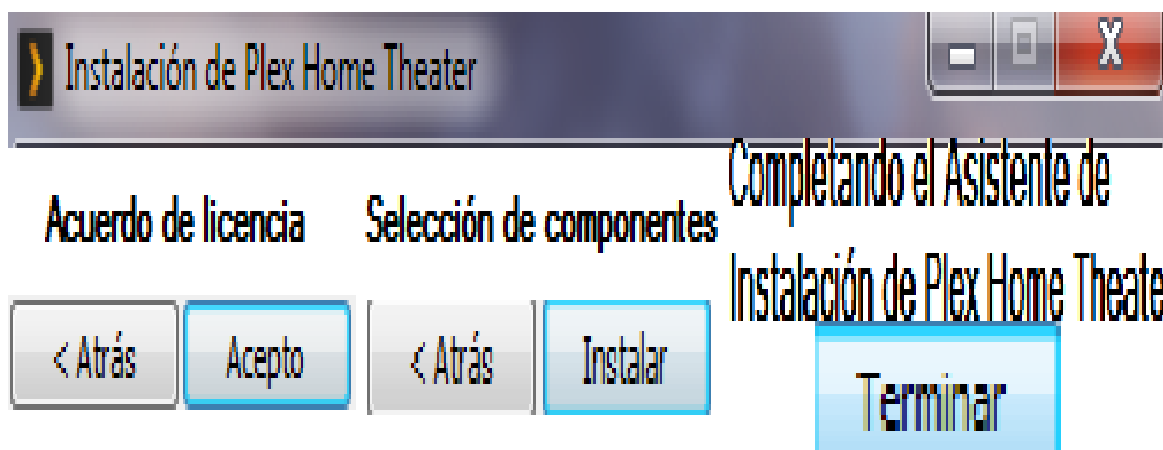 Instalación de Plex Home Theater
Acuerdo de licencia
< Atrás
Acepto
Selección de componentes
< Atrás
Instalar
Completando el Asistente de
Instalación de Plex Home Theate
Terminar